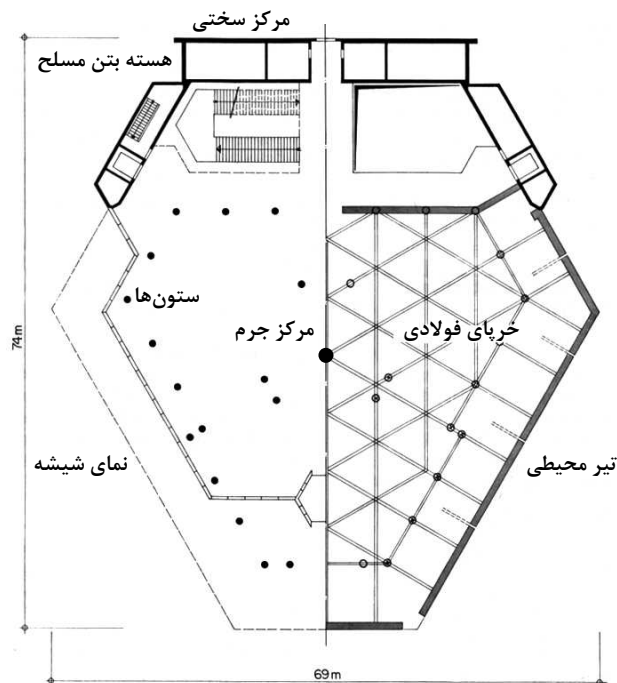 مرکز سختی
هسته بتن مسلح
ستون‌ها
مرکز جرم
خرپای فولادی
74m
نمای شیشه
تیر محیطی
69m